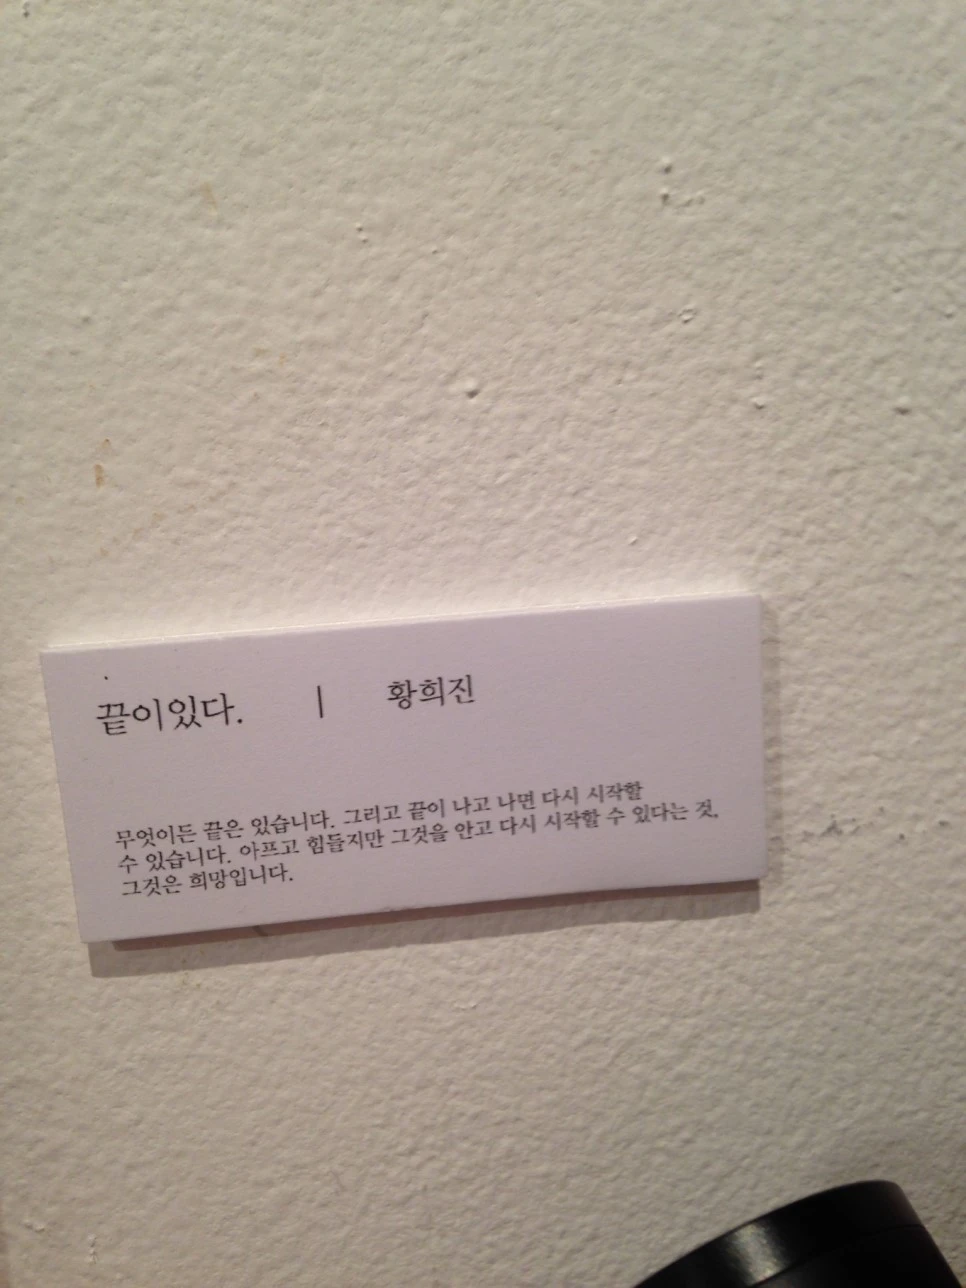 끝이있다. | 황희진
무엇이든 끝은 있습니다. 그리고 끝이 나고 나면 다시 시작할
수 있습니다. 아프고 힘들지만 그것을 안고 다시 시작할 수 있다는 것,
그것은 희망입니다.